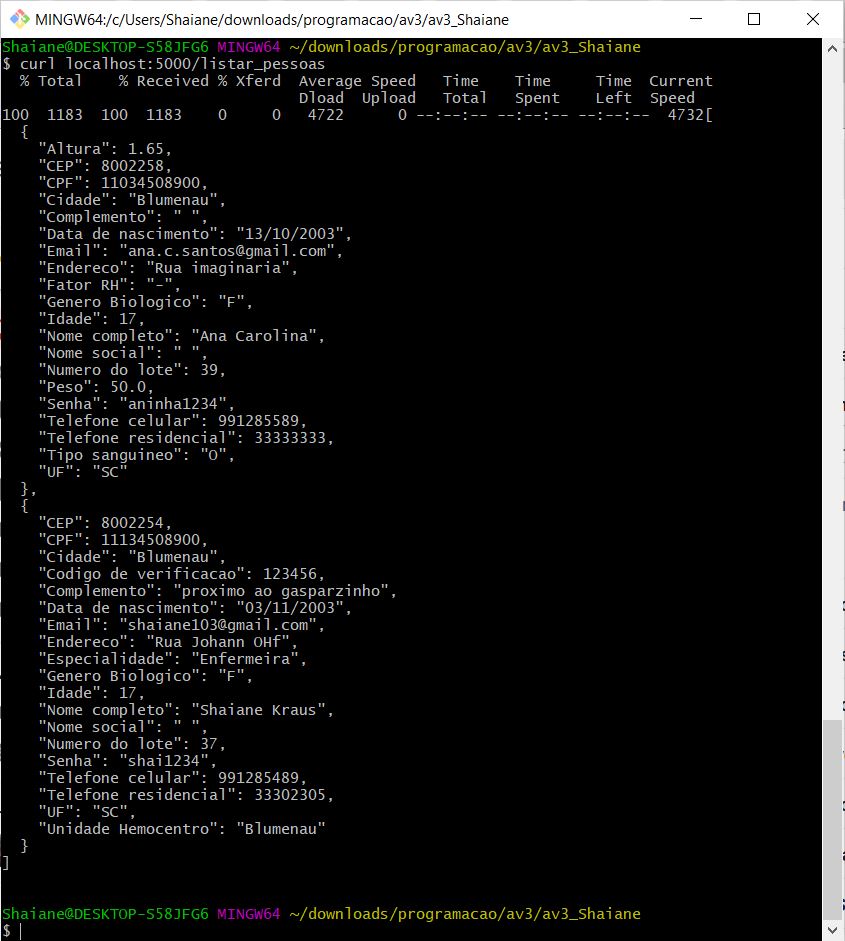 MINGW64:/c/Users/Shaiane/downloads/programacao/av3/av3_Shaiane
Shaiane@DESKTOP-S58JFG6 MINGW64 ~/downloads/programacao/av3/av3_Shaiane
$ curl localhost:5000/listar_pessoas
  % Total    % Received % Xferd  Average Speed   Time    Time     Time  Current
                                 Dload  Upload   Total   Spent    Left  Speed
100  1183  100  1183    0     0   4722      0 --:--:-- --:--:-- --:--:--  4732[
  {
    "Altura": 1.65,
    "CEP": 8002258,
    "CPF": 11034508900,
    "Cidade": "Blumenau",
    "Complemento": " ",
    "Data de nascimento": "13/10/2003",
    "Email": "ana.c.santos@gmail.com",
    "Endereco": "Rua imaginaria",
    "Fator RH": "-",
    "Genero Biologico": "F",
    "Idade": 17,
    "Nome completo": "Ana Carolina",
    "Nome social": " ",
    "Numero do lote": 39,
    "Peso": 50.0,
    "Senha": "aninha1234",
    "Telefone celular": 991285589,
    "Telefone residencial": 33333333,
    "Tipo sanguineo": "O",
    "UF": "SC"
  },
  {
    "CEP": 8002254,
    "CPF": 11134508900,
    "Cidade": "Blumenau",
    "Codigo de verificacao": 123456,
    "Complemento": "proximo ao gasparzinho",
    "Data de nascimento": "03/11/2003",
    "Email": "shaiane103@gmail.com",
    "Endereco": "Rua Johann OHf",
    "Especialidade": "Enfermeira",
    "Genero Biologico": "F",
    "Idade": 17,
    "Nome completo": "Shaiane Kraus",
    "Nome social": " ",
    "Numero do lote": 37,
    "Senha": "shai1234",
    "Telefone celular": 991285489,
    "Telefone residencial": 33302305,
    "UF": "SC",
    "Unidade Hemocentro": "Blumenau"
  }
]
Shaiane@DESKTOP-S58JFG6 MINGW64 ~/downloads/programacao/av3/av3_Shaiane
$